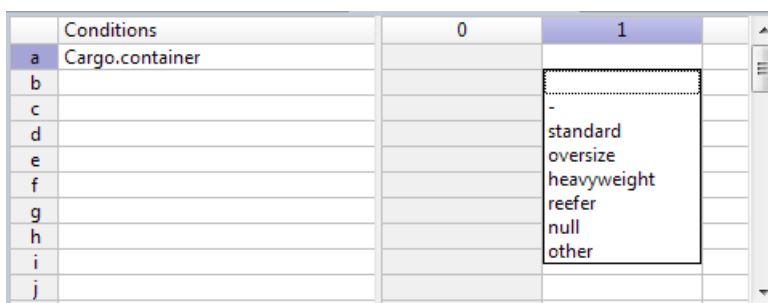 Conditions 0 1
a Cargo.container
b
c -
d standard
e oversize
f heavyweight
g reefer
h null
i other
j